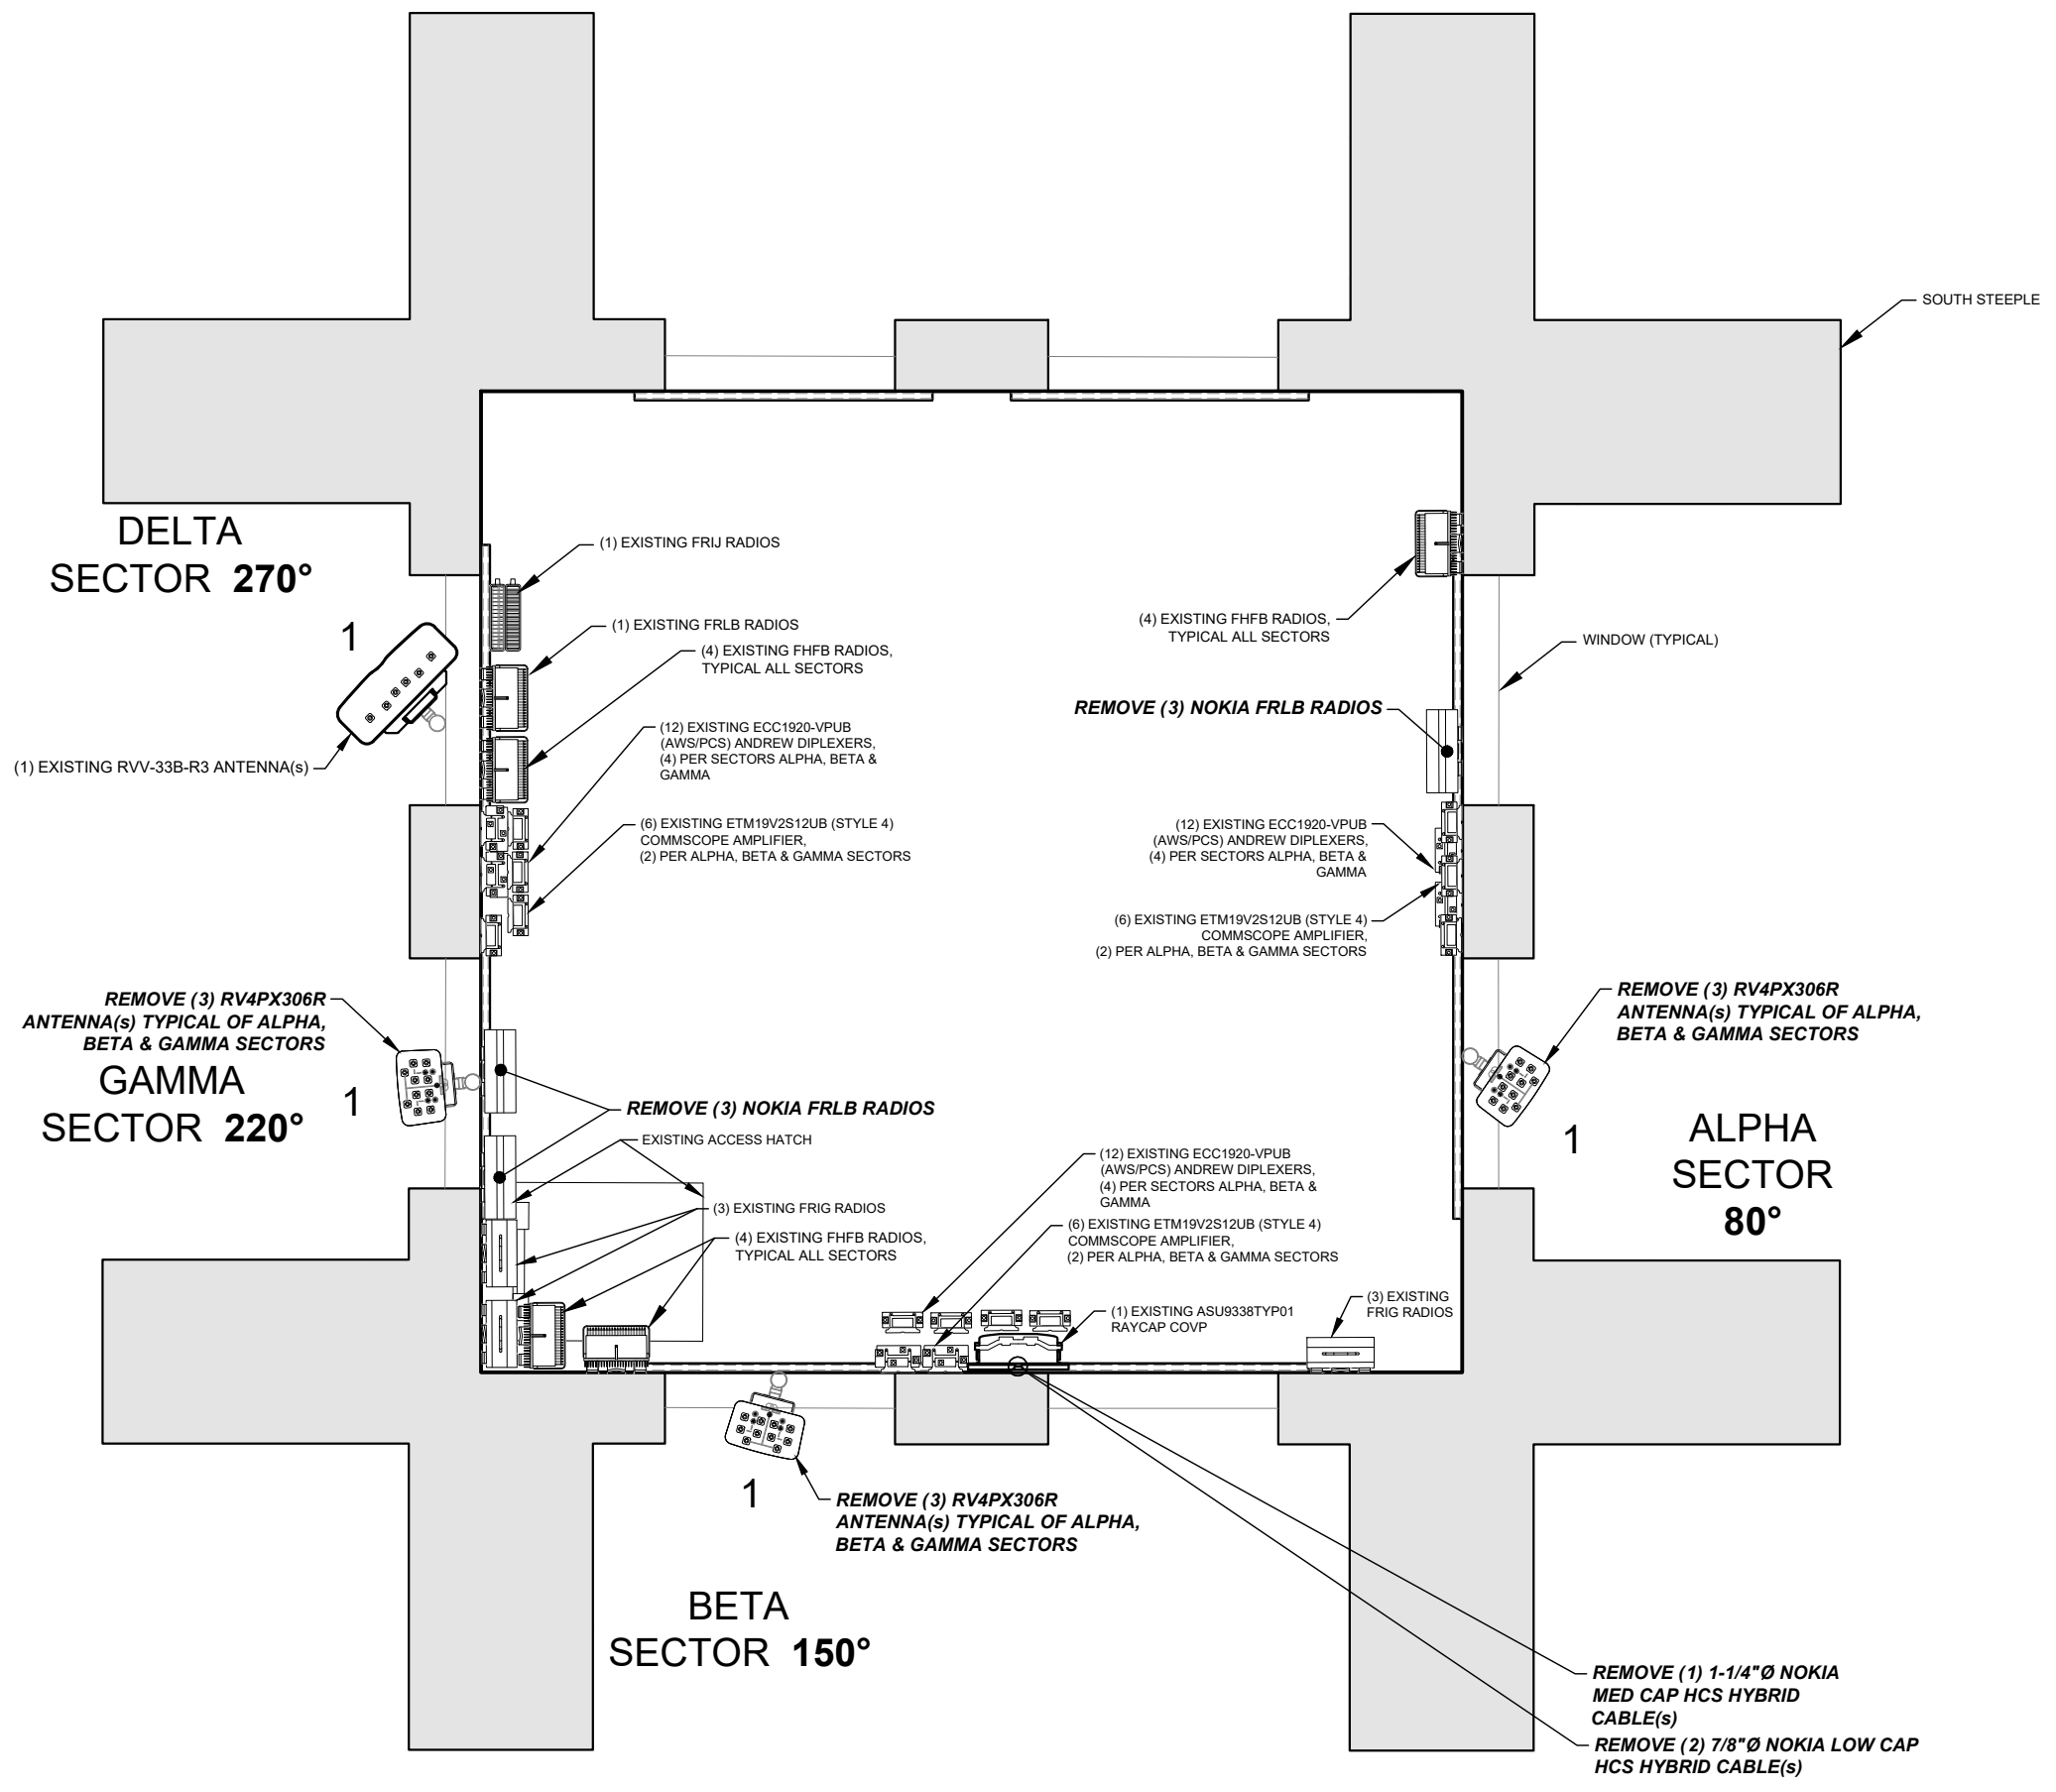 SOUTH STEEPLE
DELTA
SECTOR 270°
1
(1) EXISTING RVV-33B-R3 ANTENNA(s)
(1) EXISTING FRIJ RADIOS
(1) EXISTING FRLB RADIOS
(4) EXISTING FHFB RADIOS,
TYPICAL ALL SECTORS
(12) EXISTING ECC1920-VPUB
(AWS/PCS) ANDREW DIPLEXERS,
(4) PER SECTORS ALPHA, BETA &
GAMMA
(6) EXISTING ETM19V2S12UB (STYLE 4)
COMMSCOPE AMPLIFIER,
(2) PER ALPHA, BETA & GAMMA SECTORS
(4) EXISTING FHFB RADIOS,
TYPICAL ALL SECTORS
WINDOW (TYPICAL)
REMOVE (3) NOKIA FRLB RADIOS
(12) EXISTING ECC1920-VPUB
(AWS/PCS) ANDREW DIPLEXERS,
(4) PER SECTORS ALPHA, BETA &
GAMMA
(6) EXISTING ETM19V2S12UB (STYLE 4)
COMMSCOPE AMPLIFIER,
(2) PER ALPHA, BETA & GAMMA SECTORS
REMOVE (3) RV4PX306R
ANTENNA(s) TYPICAL OF ALPHA,
BETA & GAMMA SECTORS
GAMMA
SECTOR 220°
1
REMOVE (3) RV4PX306R
ANTENNA(s) TYPICAL OF ALPHA,
BETA & GAMMA SECTORS
1
ALPHA
SECTOR
80°
REMOVE (3) NOKIA FRLB RADIOS
EXISTING ACCESS HATCH
(3) EXISTING FRIG RADIOS
(4) EXISTING FHFB RADIOS,
TYPICAL ALL SECTORS
(12) EXISTING ECC1920-VPUB
(AWS/PCS) ANDREW DIPLEXERS,
(4) PER SECTORS ALPHA, BETA &
GAMMA
(6) EXISTING ETM19V2S12UB (STYLE 4)
COMMSCOPE AMPLIFIER,
(2) PER ALPHA, BETA & GAMMA SECTORS
(1) EXISTING ASU9338TYP01
RAYCAP COVP
(3) EXISTING
FRIG RADIOS
1
REMOVE (3) RV4PX306R
ANTENNA(s) TYPICAL OF ALPHA,
BETA & GAMMA SECTORS
BETA
SECTOR 150°
REMOVE (1) 1-1/4"Ø NOKIA
MED CAP HCS HYBRID
CABLE(s)
REMOVE (2) 7/8"Ø NOKIA LOW CAP
HCS HYBRID CABLE(s)